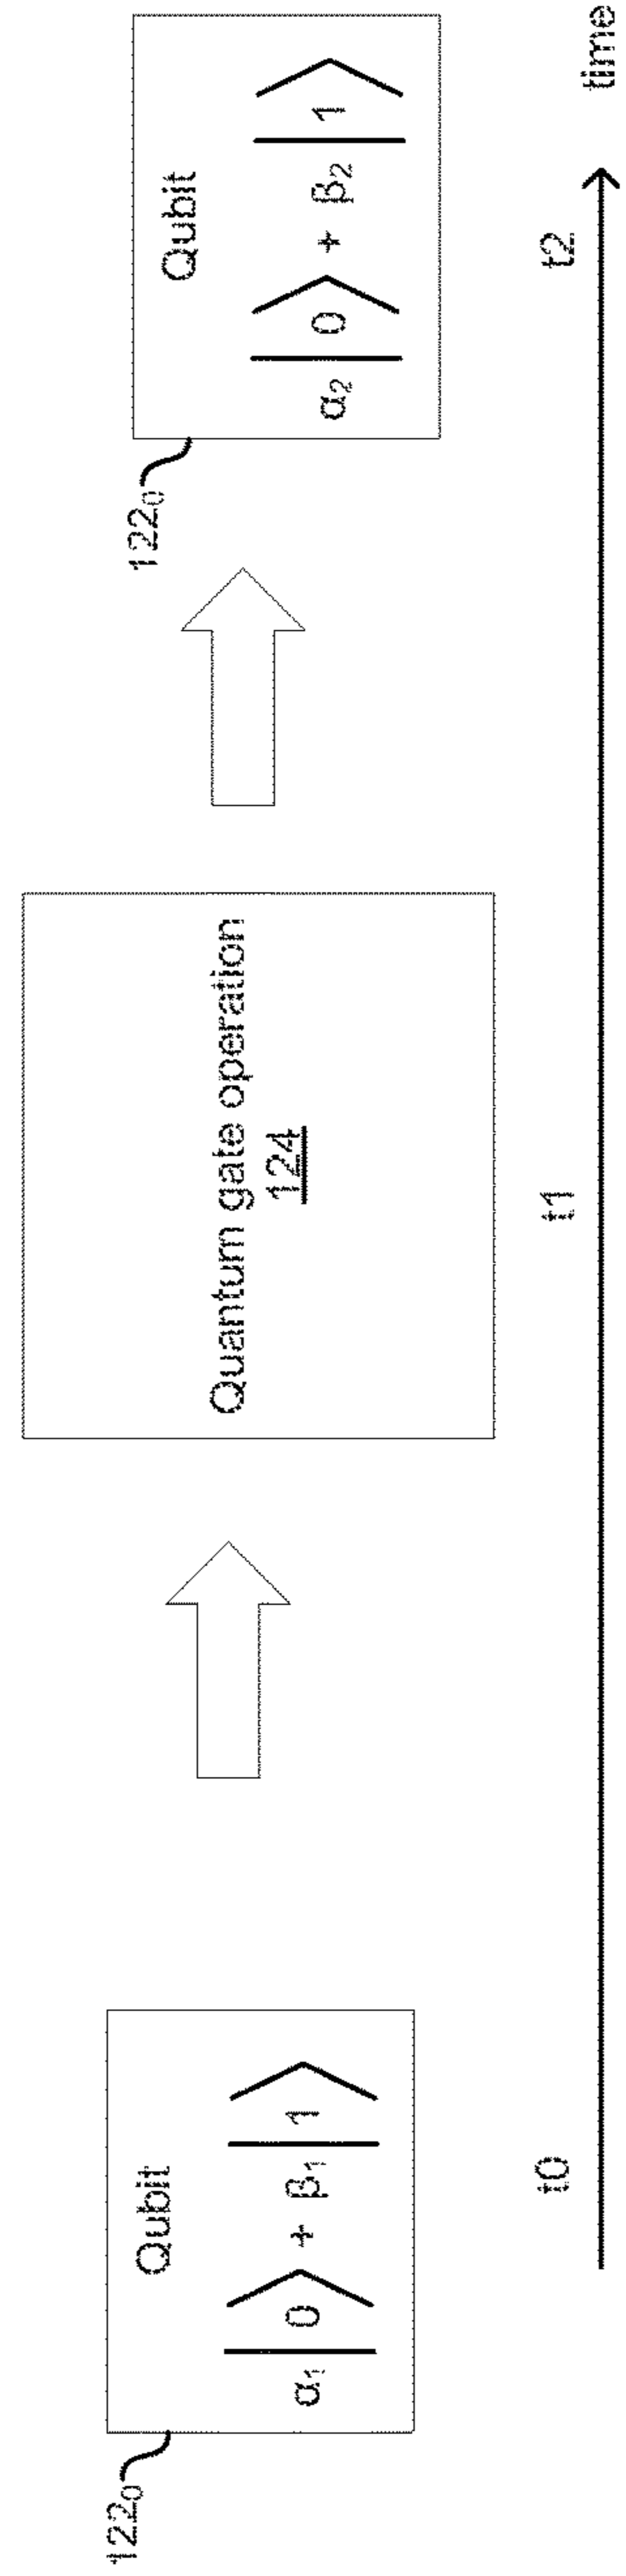 122₀
Qubit
α₁|0⟩ + β₁|1⟩
Quantum gate operation
124
122₀
Qubit
α₂|0⟩ + β₂|1⟩
t0
t1
t2
time